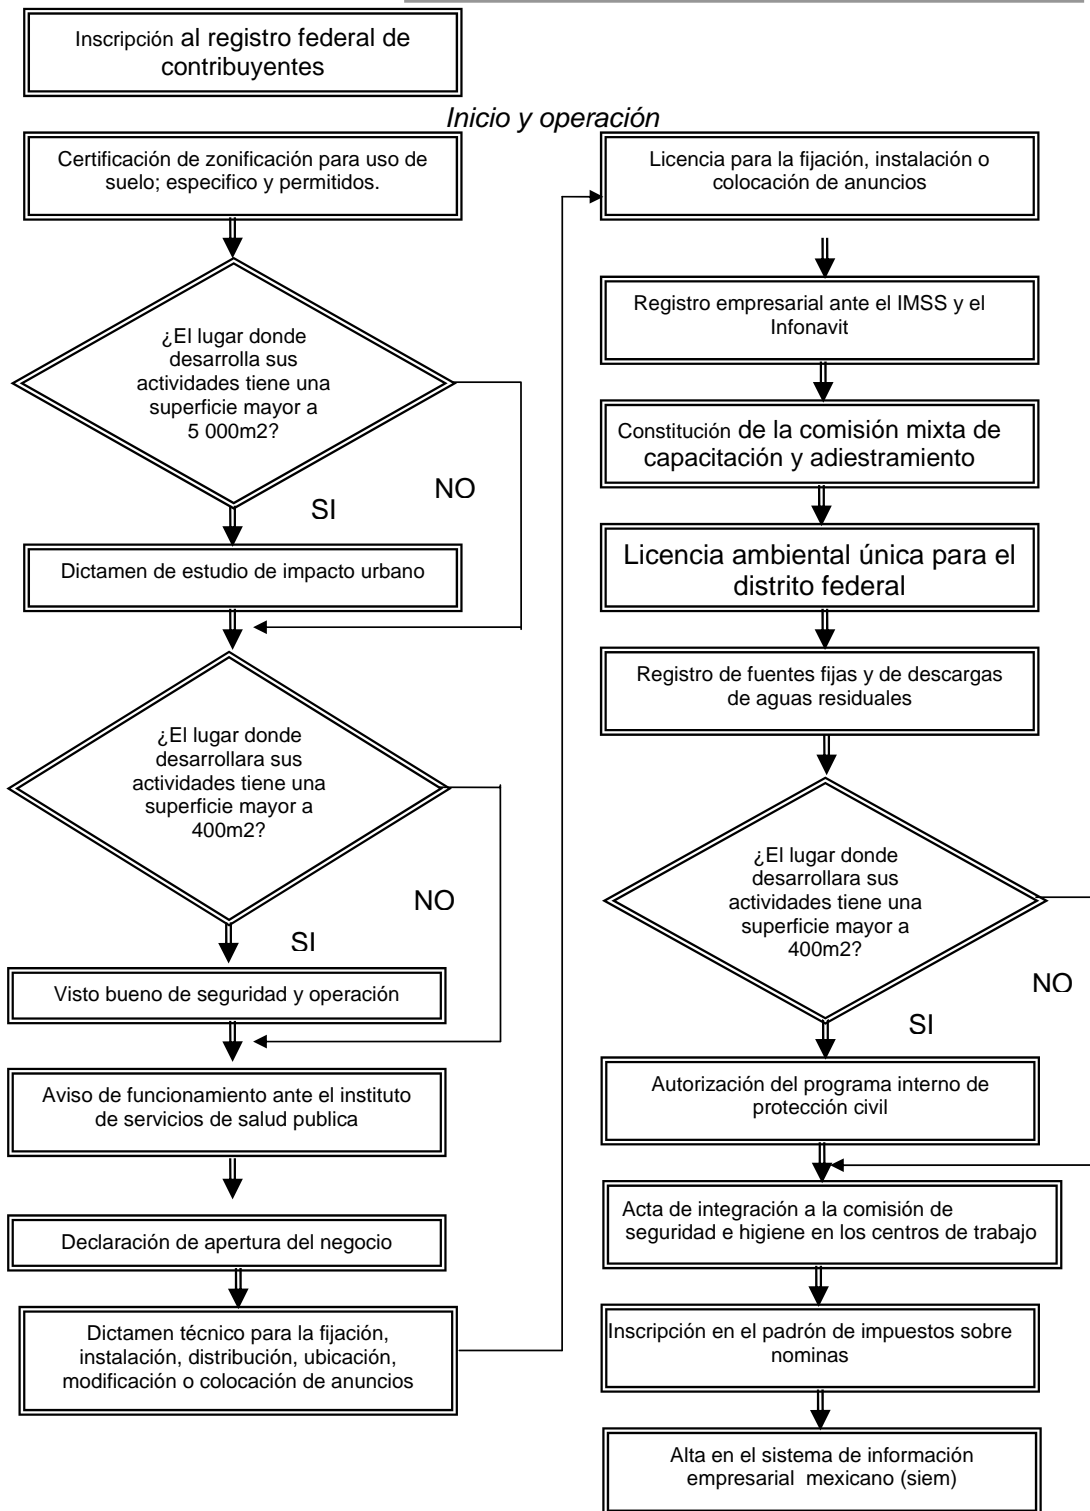 Inscripción al registro federal de
contribuyentes
Inicio y operación
Certificación de zonificación para uso de
suelo; especifico y permitidos.
¿El lugar donde
desarrolla sus
actividades tiene una
superficie mayor a
5 000m2?
NO
SI
Dictamen de estudio de impacto urbano
¿El lugar donde
desarrollara sus
actividades tiene una
superficie mayor a
400m2?
NO
SI
Visto bueno de seguridad y operación
Aviso de funcionamiento ante el instituto
de servicios de salud publica
Declaración de apertura del negocio
Dictamen técnico para la fijación,
instalación, distribución, ubicación,
modificación o colocación de anuncios
Licencia para la fijación, instalación o
colocación de anuncios
Registro empresarial ante el IMSS y el
Infonavit
Constitución de la comisión mixta de
capacitación y adiestramiento
Licencia ambiental única para el
distrito federal
Registro de fuentes fijas y de descargas
de aguas residuales
¿El lugar donde
desarrollara sus
actividades tiene una
superficie mayor a
400m2?
NO
SI
Autorización del programa interno de
protección civil
Acta de integración a la comisión de
seguridad e higiene en los centros de trabajo
Inscripción en el padrón de impuestos sobre
nominas
Alta en el sistema de información
empresarial mexicano (siem)